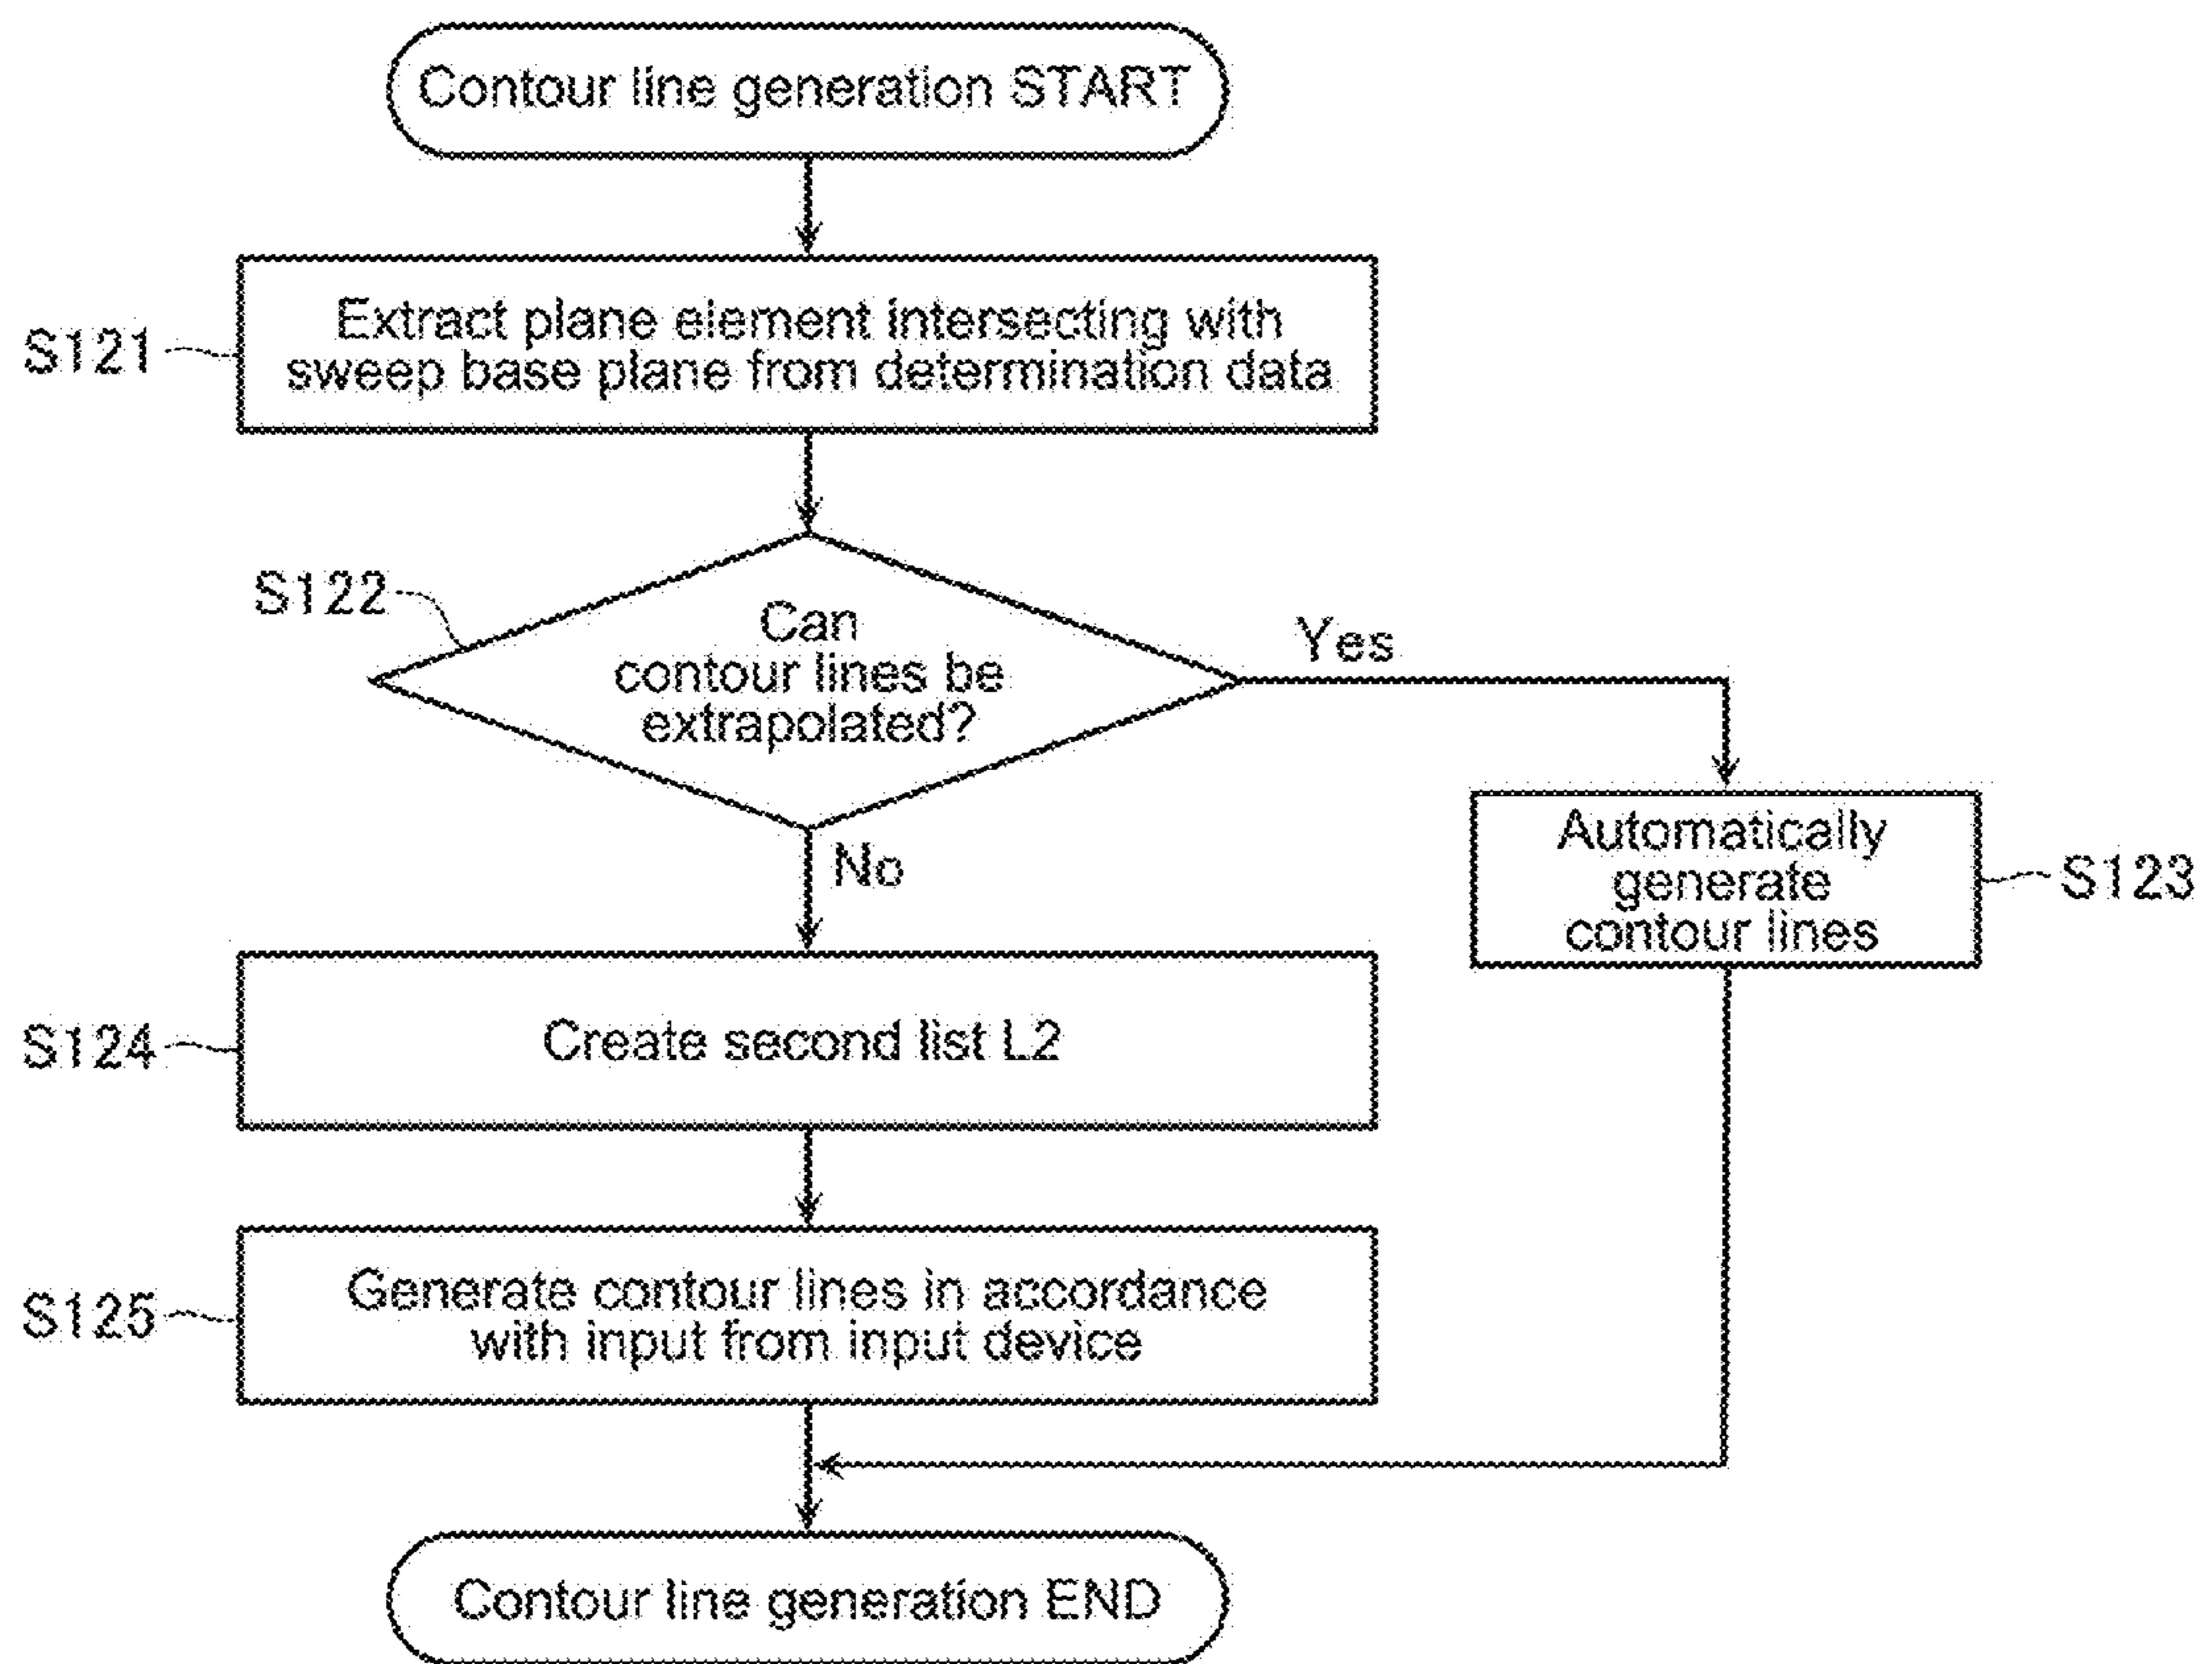 Contour line generation START
S121
Extract plane element intersecting with
sweep base plane from determination data
S122
Can
contour lines be
extrapolated?
Yes
No
Automatically
generate
contour lines
S123
S124
Create second list L2
S125
Generate contour lines in accordance
with input from input device
Contour line generation END